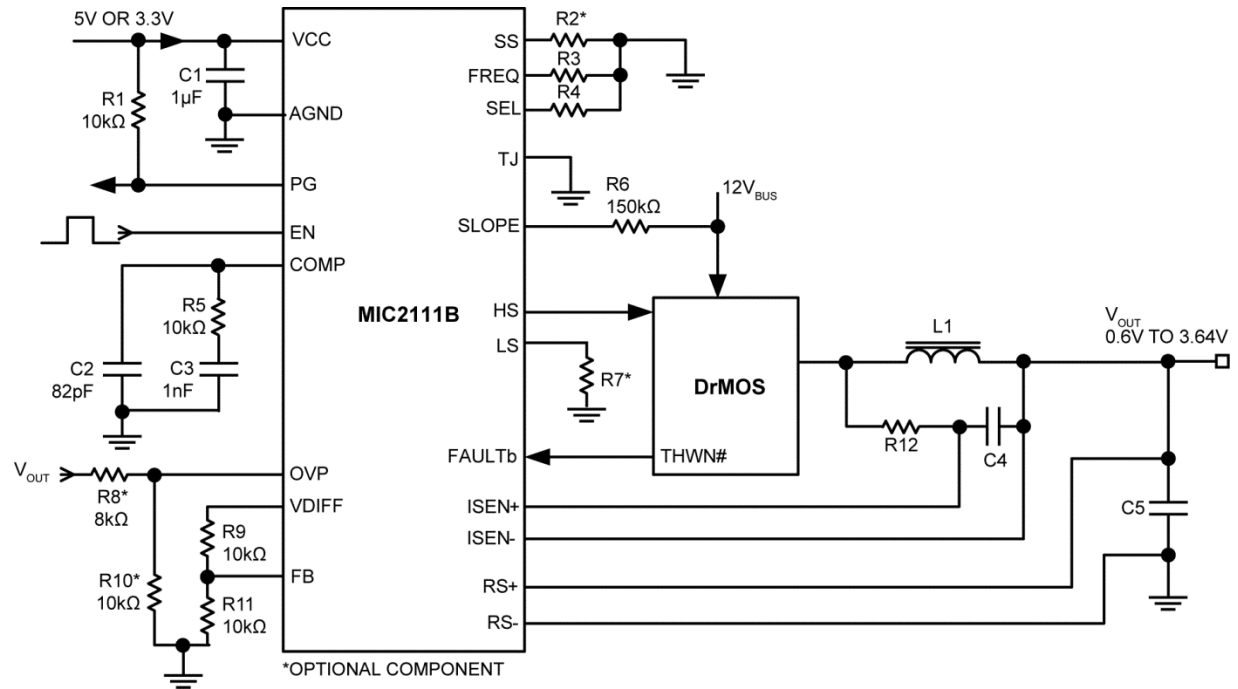 5V OR 3.3V
VCC
C1
1µF
R1
10kΩ
AGND
PG
EN
COMP
R5
10kΩ
C2
82pF
C3
1nF
VOUT
R8*
8kΩ
OVP
VDIFF
R9
10kΩ
FB
R10*
10kΩ
R11
10kΩ
MIC2111B
*OPTIONAL COMPONENT
SS
R2*
FREQ
R3
SEL
R4
TJ
SLOPE
R6
150kΩ
12VBUS
HS
LS
R7*
DrMOS
FAULTb
THWN#
ISEN+
ISEN-
RS+
RS-
L1
R12
C4
VOUT
0.6V TO 3.64V
C5